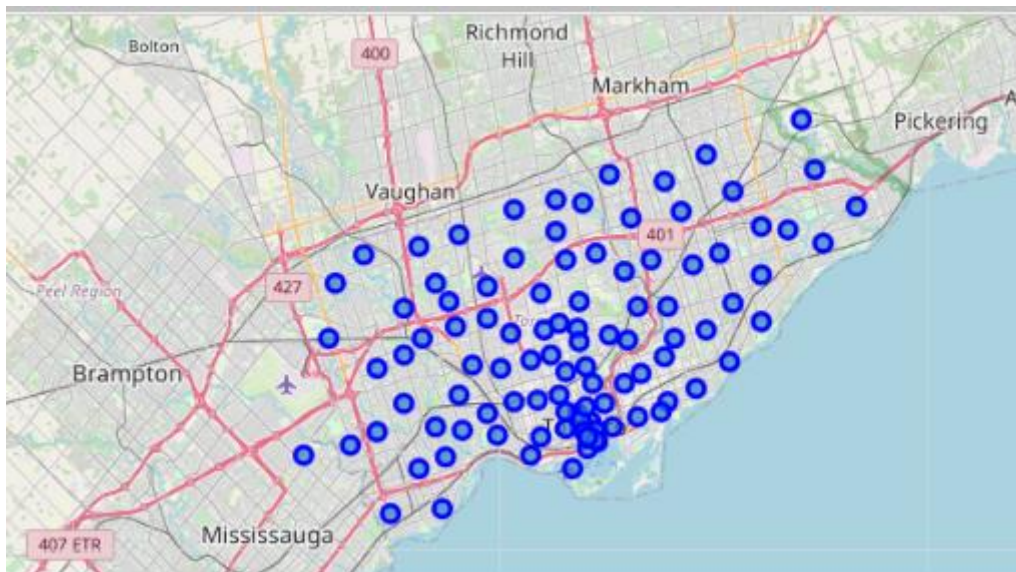 Bolton
Richmond
Hill
400
Markham
Pickering
Vaughan
401
427
Peel Region
Brampton
Mississauga
407 ETR